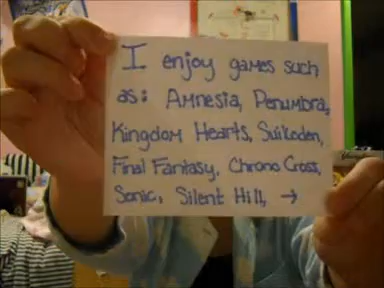 I enjoy games such
as: Amnesia, Penumbra,
Kingdom Hearts, Suikoden,
Final Fantasy, Chrono Cross,
Sonic, Silent Hill, →